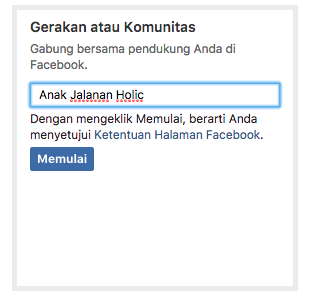 Gerakan atau Komunitas
Gabung bersama pendukung Anda di
Facebook.
Anak Jalanan Holic
Dengan mengeklik Memulai, berarti Anda
menyetujui Ketentuan Halaman Facebook.
Memulai